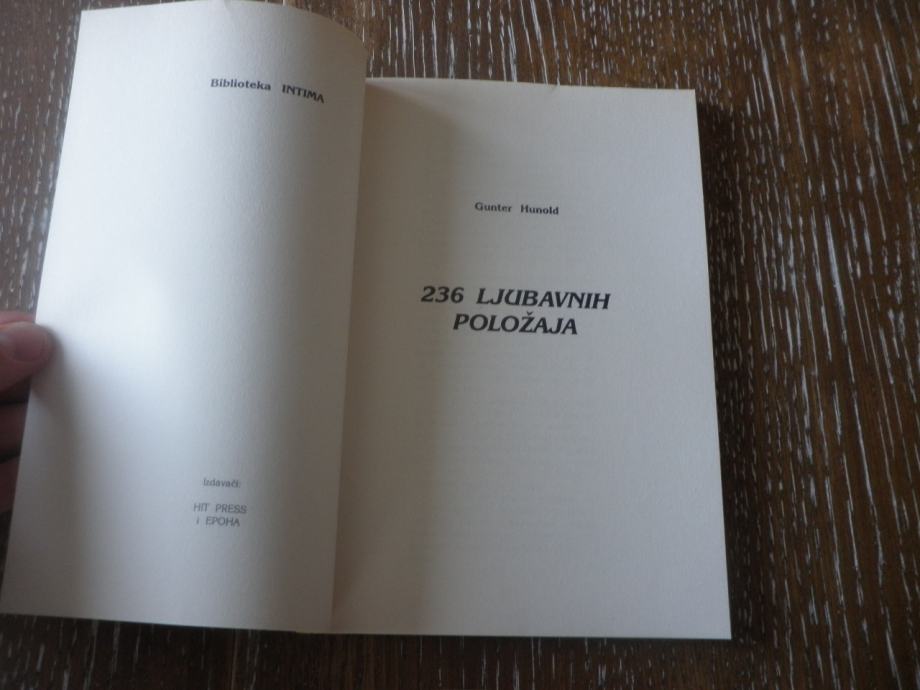 Biblioteka INTIMA
Izdavači:
HIT PRESS
i EPOHA
Gunter Hunold
236 LJUBAVNIH
POLOŽAJA